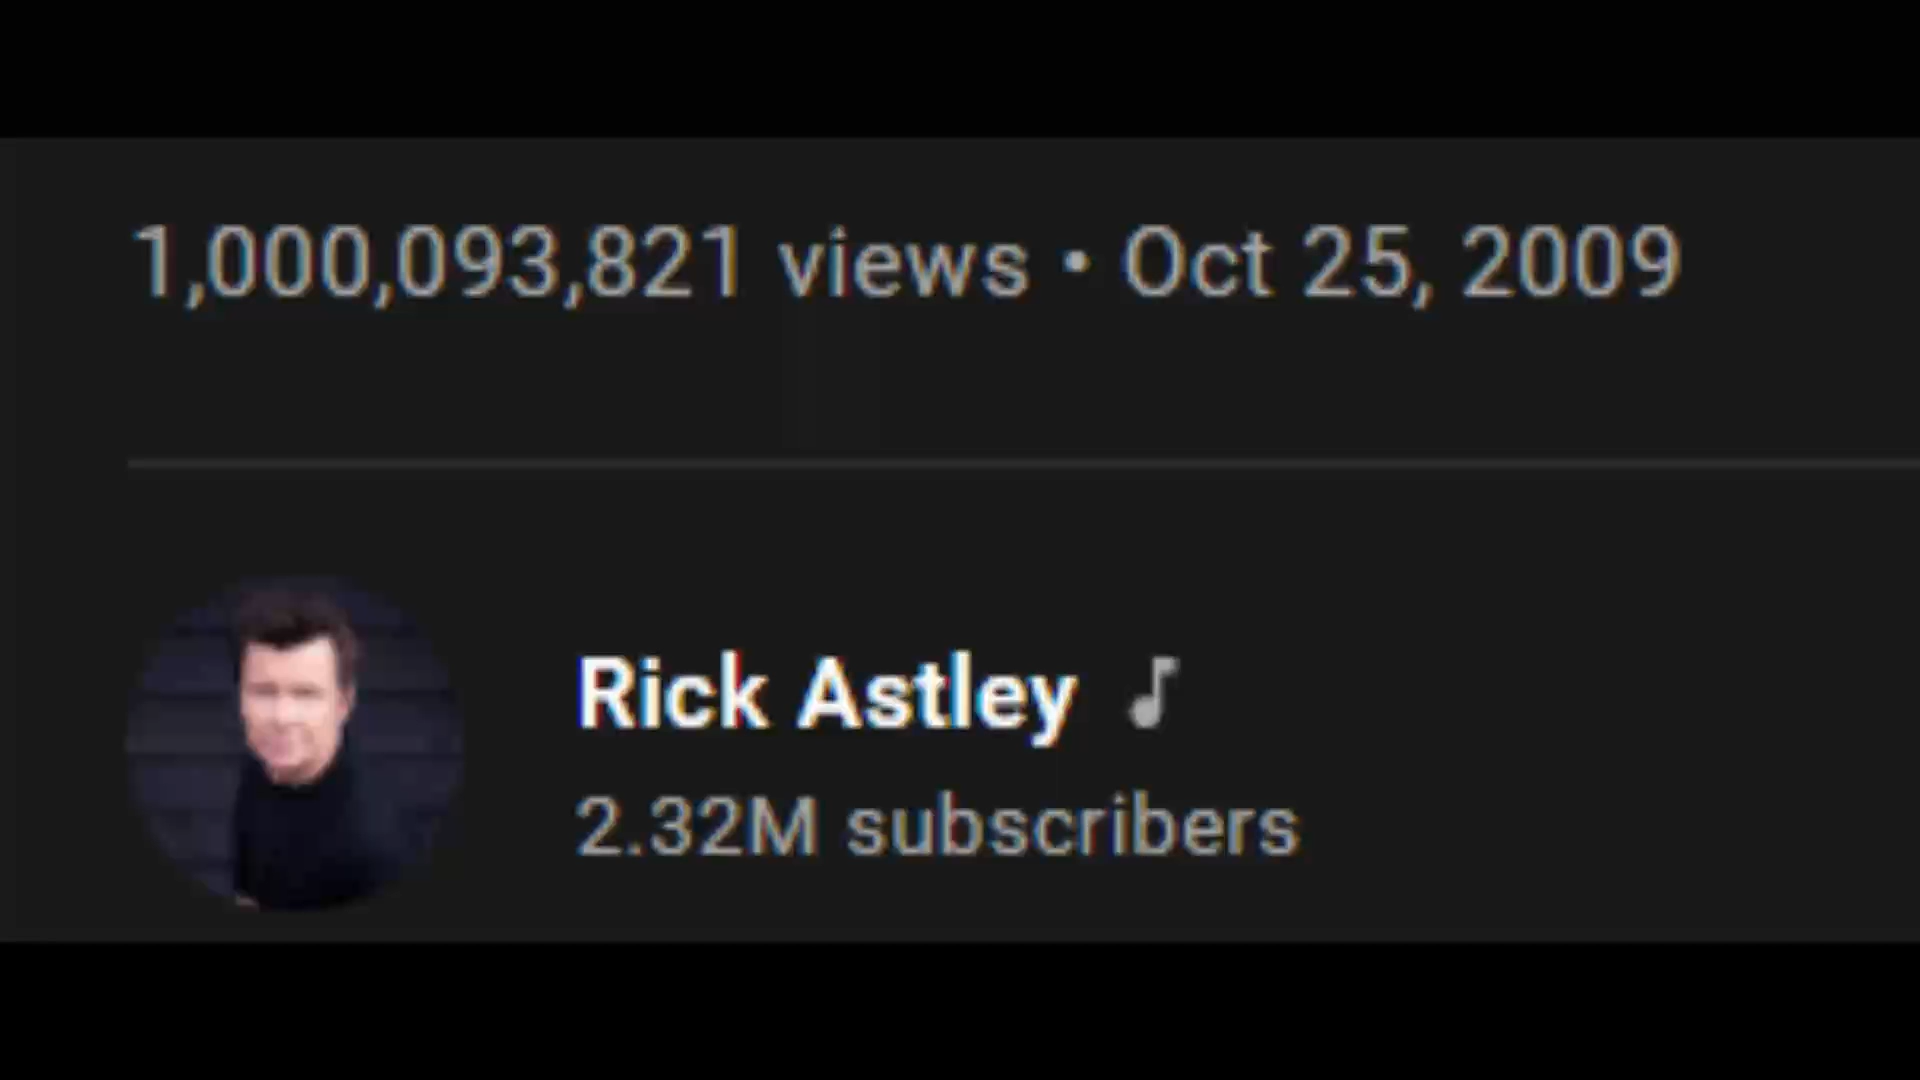 1,000,093,821 views • Oct 25, 2009
Rick Astley ♪
2.32M subscribers